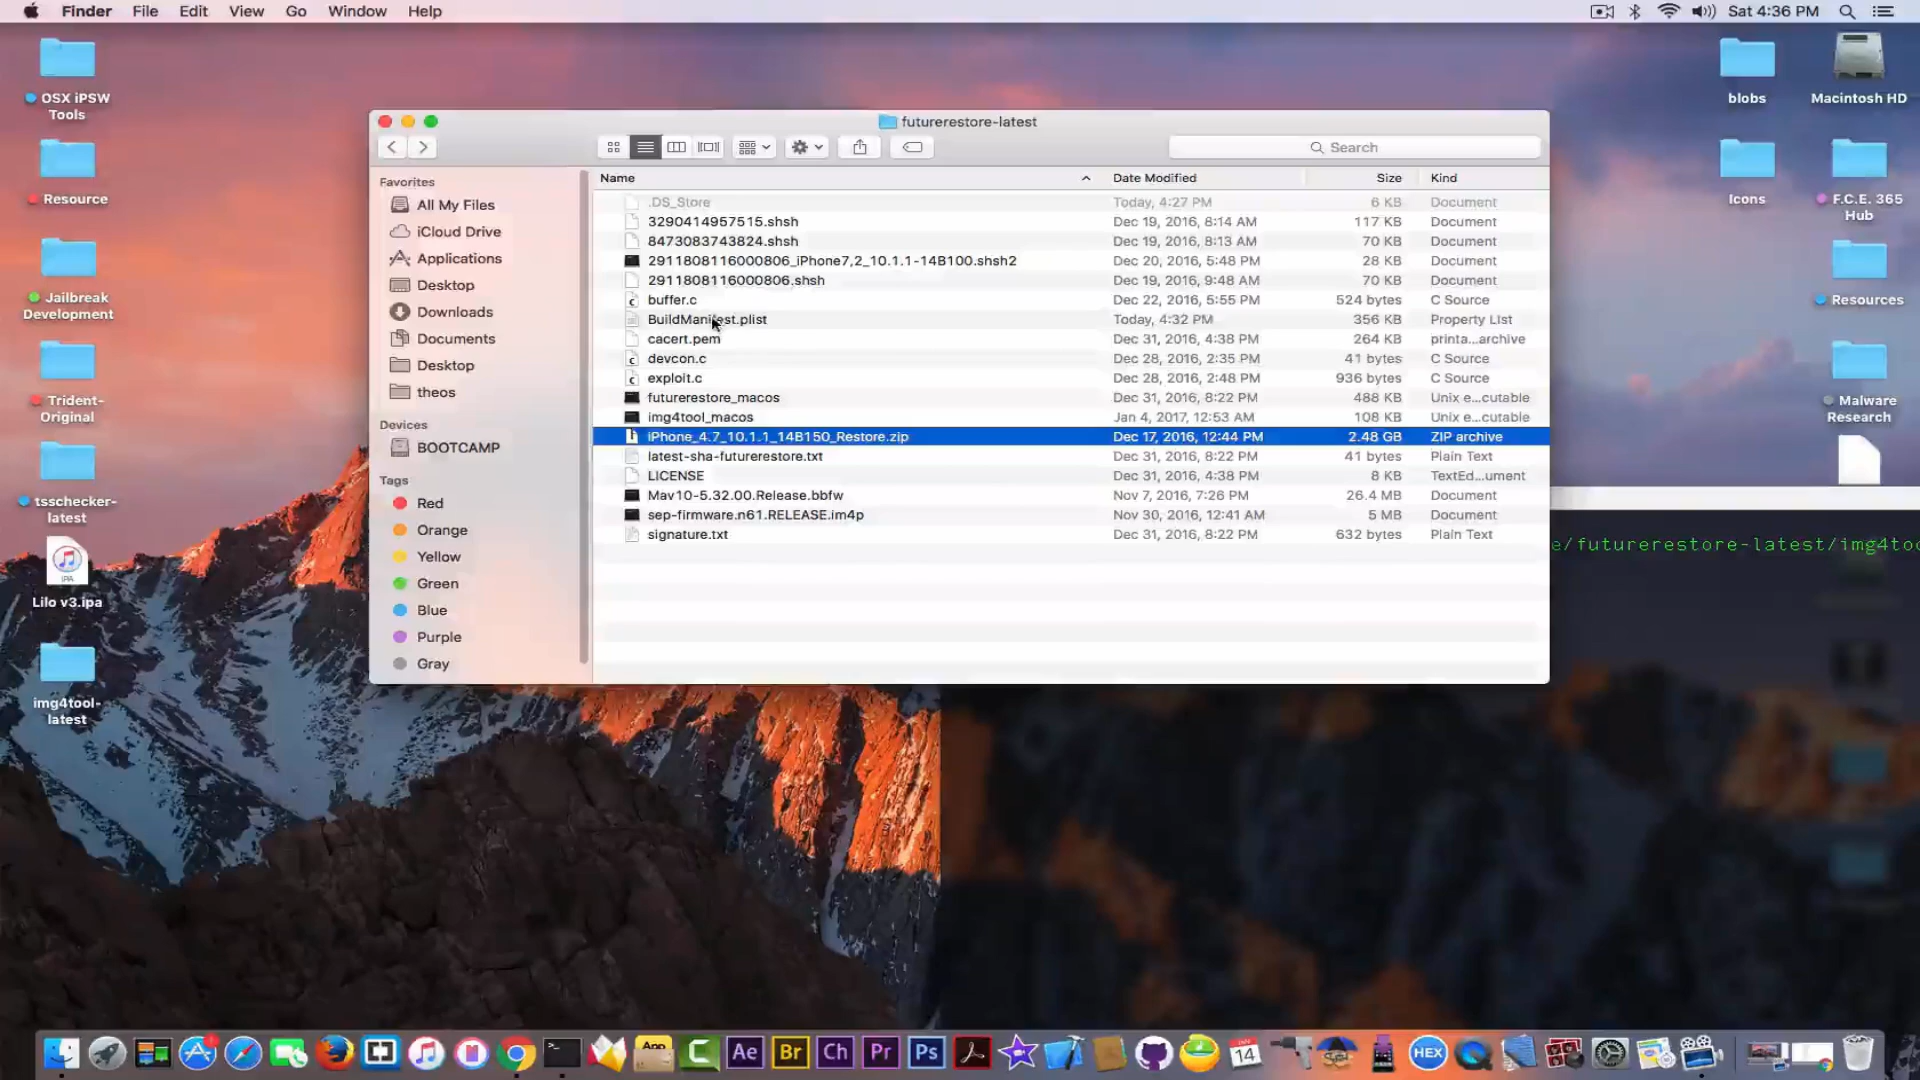 Finder File Edit View Go Window Help Sat 4:36 PM
OSX iPSW
Tools
Resource
Jailbreak
Development
Trident-
Original
tsschecker-
latest
IPA
Lilo v3.ipa
img4tool-
latest
futurerestore-latest
Search
Favorites
All My Files
iCloud Drive
Applications
Desktop
Downloads
Documents
Desktop
theos
Devices
BOOTCAMP
Tags
Red
Orange
Yellow
Green
Blue
Purple
Gray
Name Date Modified Size Kind
.DS_Store Today, 4:27 PM 6 KB Document
3290414957515.shsh Dec 19, 2016, 8:14 AM 117 KB Document
8473083743824.shsh Dec 19, 2016, 8:13 AM 70 KB Document
2911808116000806_iPhone7,2_10.1.1-14B100.shsh2 Dec 20, 2016, 5:48 PM 28 KB Document
2911808116000806.shsh Dec 19, 2016, 9:48 AM 70 KB Document
buffer.c Dec 22, 2016, 5:55 PM 524 bytes C Source
BuildManifest.plist Today, 4:32 PM 356 KB Property List
cacert.pem Dec 31, 2016, 4:38 PM 264 KB printa...archive
devcon.c Dec 28, 2016, 2:35 PM 41 bytes C Source
exploit.c Dec 28, 2016, 2:48 PM 936 bytes C Source
futurerestore_macos Dec 31, 2016, 8:22 PM 488 KB Unix e...cutable
img4tool_macos Jan 4, 2017, 12:53 AM 108 KB Unix e...cutable
iPhone_4.7_10.1.1_14B150_Restore.zip Dec 17, 2016, 12:44 PM 2.48 GB ZIP archive
latest-sha-futurerestore.txt Dec 31, 2016, 8:22 PM 41 bytes Plain Text
LICENSE Dec 31, 2016, 4:38 PM 8 KB TextEd...ument
Mav10-5.32.00.Release.bbfw Nov 7, 2016, 7:26 PM 26.4 MB Document
sep-firmware.n61.RELEASE.im4p Nov 30, 2016, 12:41 AM 5 MB Document
signature.txt Dec 31, 2016, 8:22 PM 632 bytes Plain Text
blobs
Macintosh HD
Icons
F.C.E. 365
Hub
Resources
Malware
Research
e/futurerestore-latest/img4too
App
Ae
Br
Ch
Pr
Ps
14
HEX